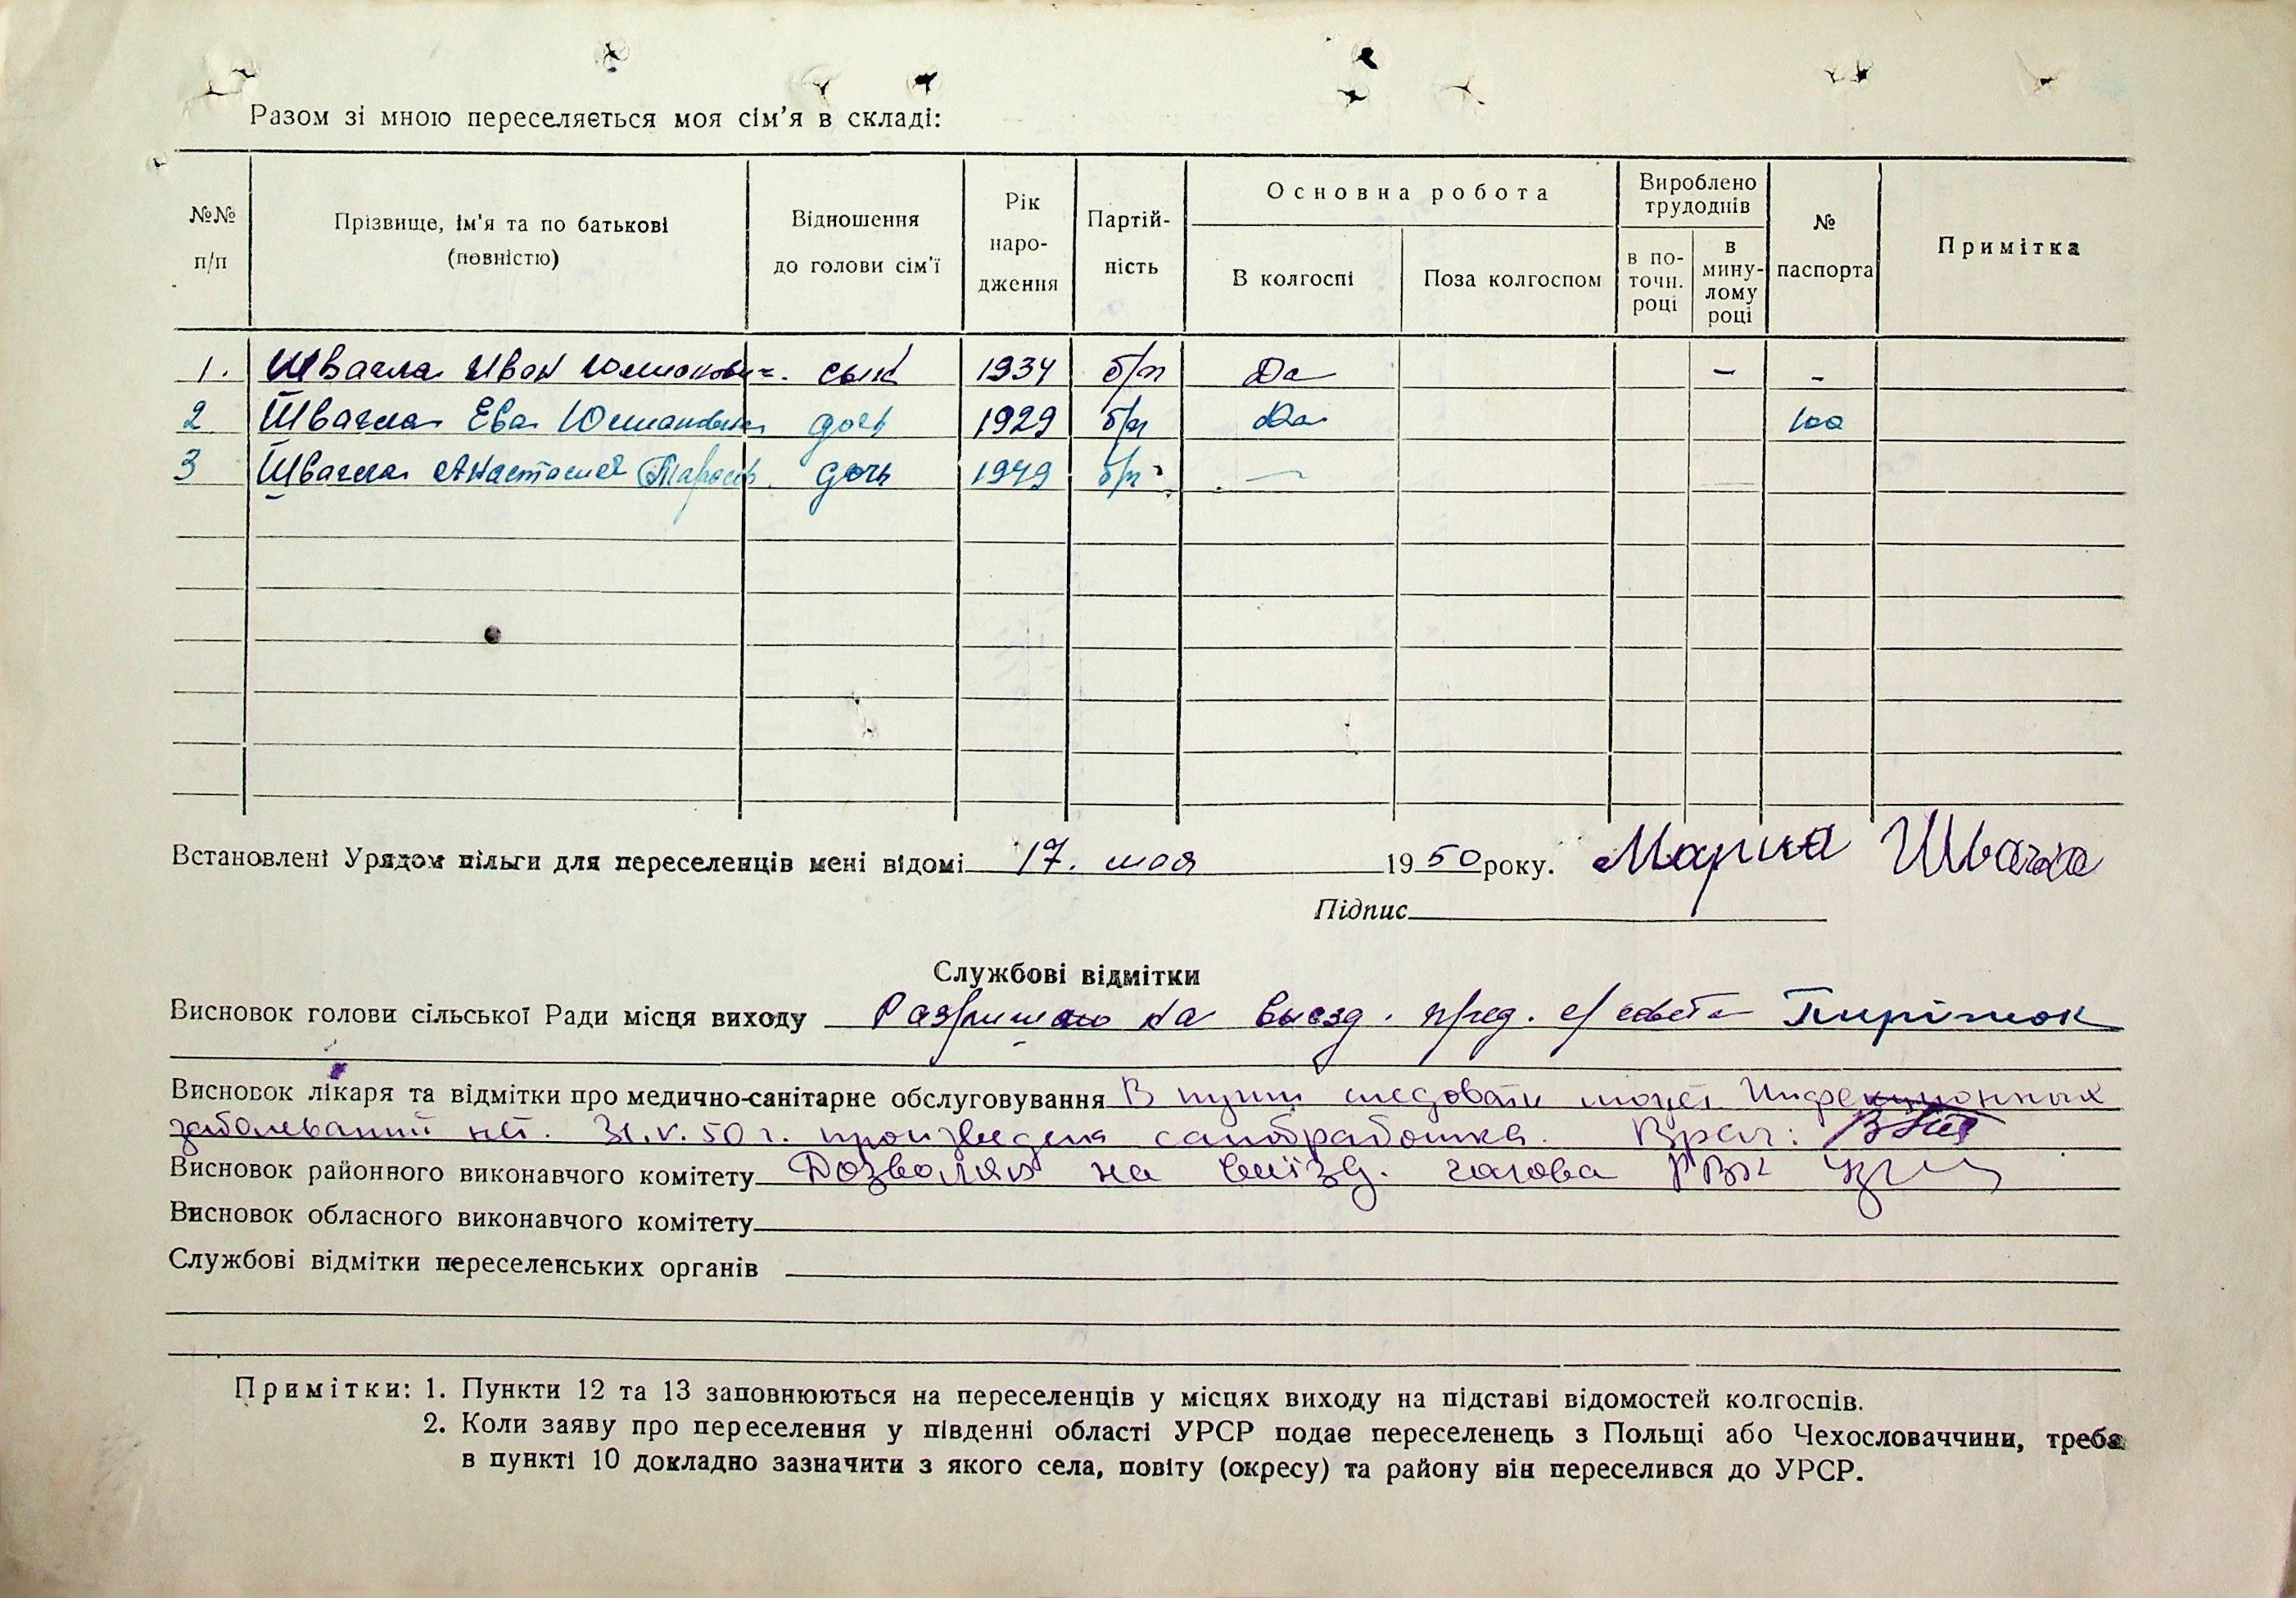 Разом зі мною переселяється моя сім'я в складі:
№№ п/п
Прізвище, ім'я та по батькові (повністю)
Відношення до голови сім'ї
Рік народження
Партійність
Основна робота
В колгоспі
Поза колгоспом
Вироблено трудоднів
в поточн. році
в минулому році
№ паспорта
Примітка
1. Швагла Иван сын 1934 б/п Да — -
2 Швагла Ева дочь 1929 б/п Да 100
3 Швагла Анастасия дочь 1949 б/п —
Встановлені Урядом пільги для переселенців мені відомі 17. мая 1950 року. Мария
Підпис
Службові відмітки
Висновок голови сільської Ради місця виходу на выезд. пред. с/совета
Висновок лікаря та відмітки про медично-санітарне обслуговування В пути следовати может Инфекционных
заболеваний нет. 31.V.50 г. произведена санобработка. Врач:
Висновок районного виконавчого комітету Дозволяю на виїзд. голова РВК
Висновок обласного виконавчого комітету
Службові відмітки переселенських органів
Примітки: 1. Пункти 12 та 13 заповнюються на переселенців у місцях виходу на підставі відомостей колгоспів.
2. Коли заяву про переселення у південні області УРСР подає переселенець з Польщі або Чехословаччини, треба
в пункті 10 докладно зазначити з якого села, повіту (окресу) та району він переселився до УРСР.